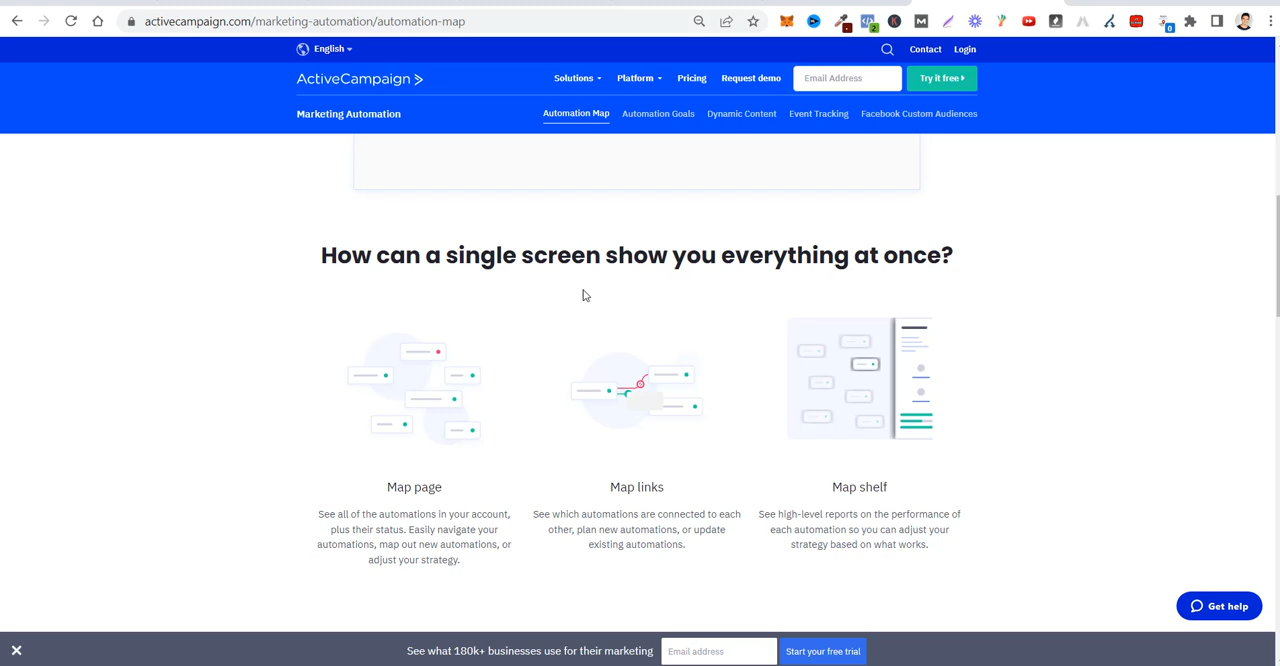 activecampaign.com/marketing-automation/automation-map
2
0
English
Contact
Login
ActiveCampaign >
Solutions
Platform
Pricing
Request demo
Email Address
Try it free
Marketing Automation
Automation Map
Automation Goals
Dynamic Content
Event Tracking
Facebook Custom Audiences
How can a single screen show you everything at once?
Map page
See all of the automations in your account,
plus their status. Easily navigate your
automations, map out new automations, or
adjust your strategy.
Map links
See which automations are connected to each
other, plan new automations, or update
existing automations.
Map shelf
See high-level reports on the performance of
each automation so you can adjust your
strategy based on what works.
Get help
See what 180k+ businesses use for their marketing
Email address
Start your free trial